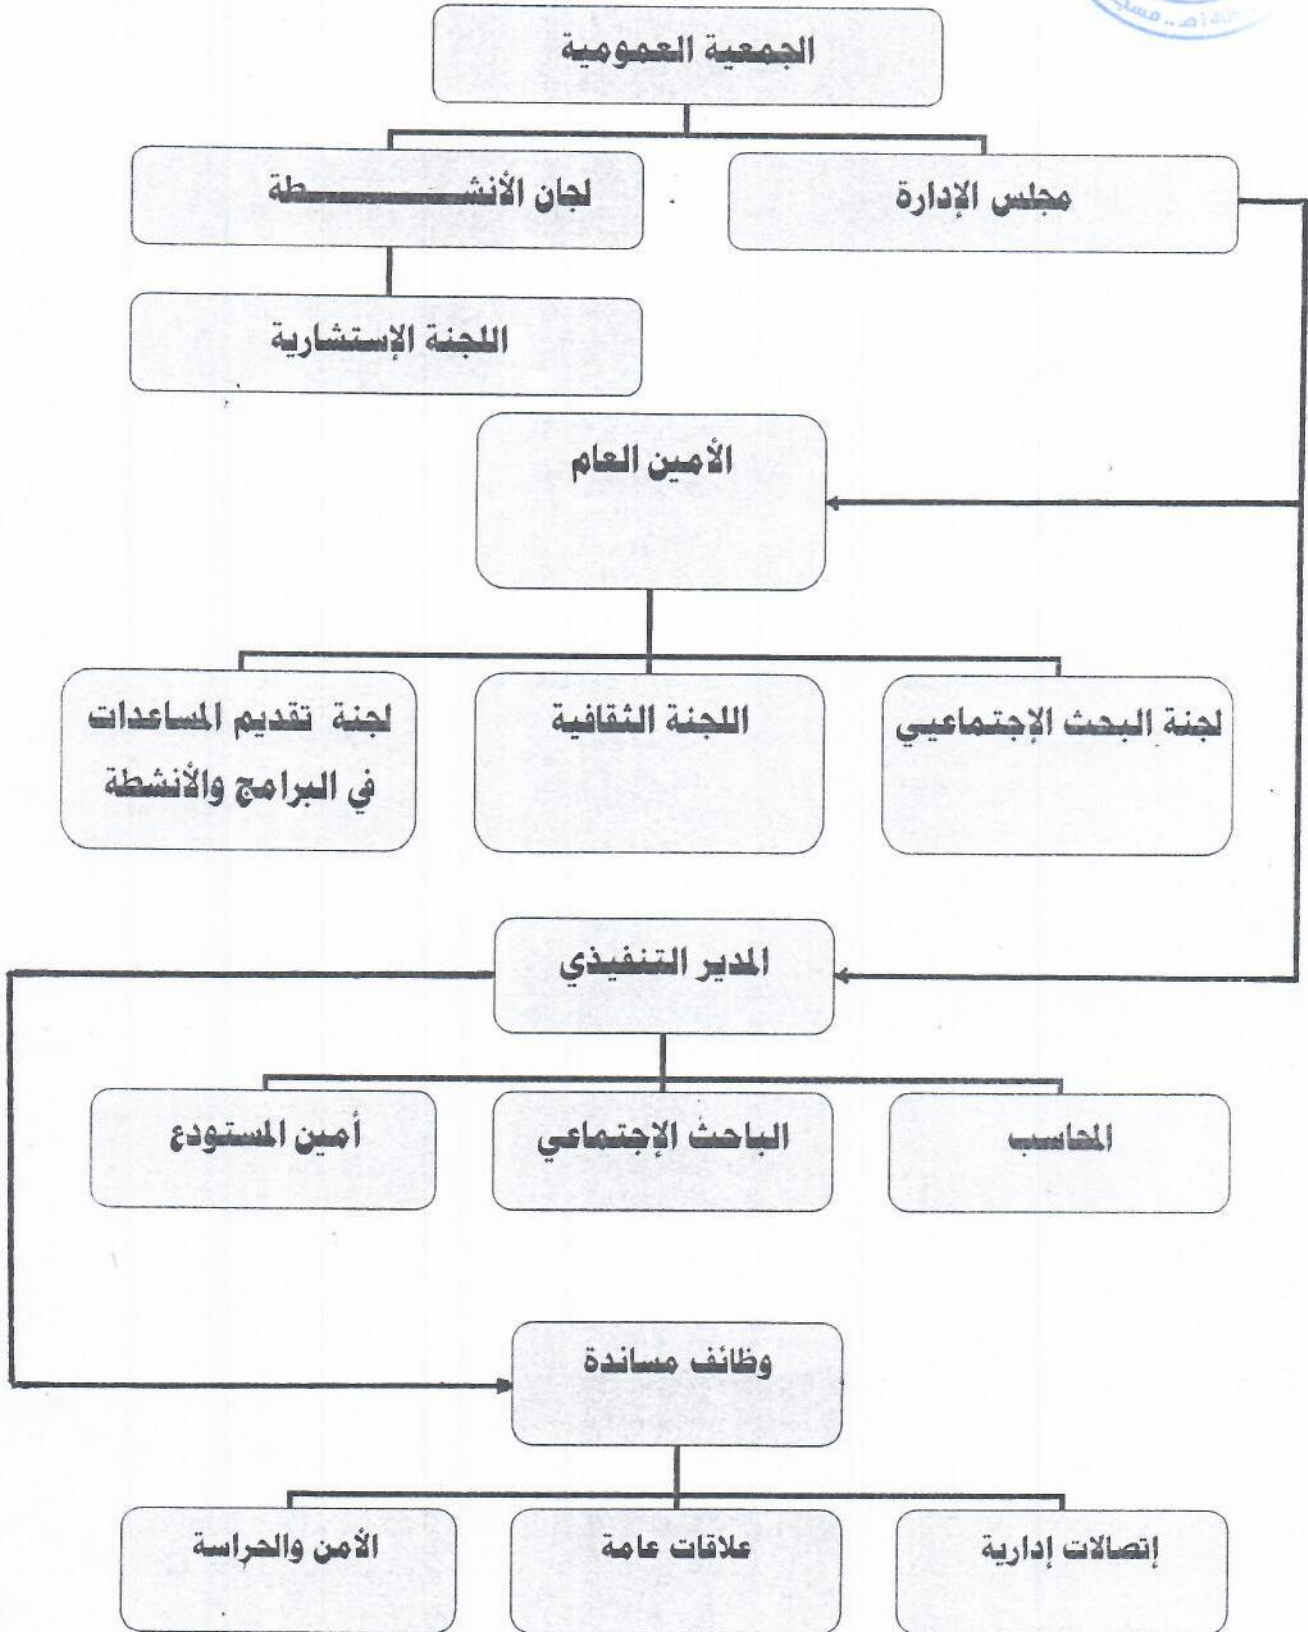 الجمعية العمومية
مجلس الإدارة
لجان الأنشـــــــــــطة
اللجنة الإستشارية
الأمين العام
لجنة البحث الإجتماعيي
اللجنة الثقافية
لجنة تقديم المساعدات
في البرامج والأنشطة
المدير التنفيذي
المحاسب
الباحث الإجتماعي
أمين المستودع
وظائف مساندة
إتصالات إدارية
علاقات عامة
الأمن والحراسة